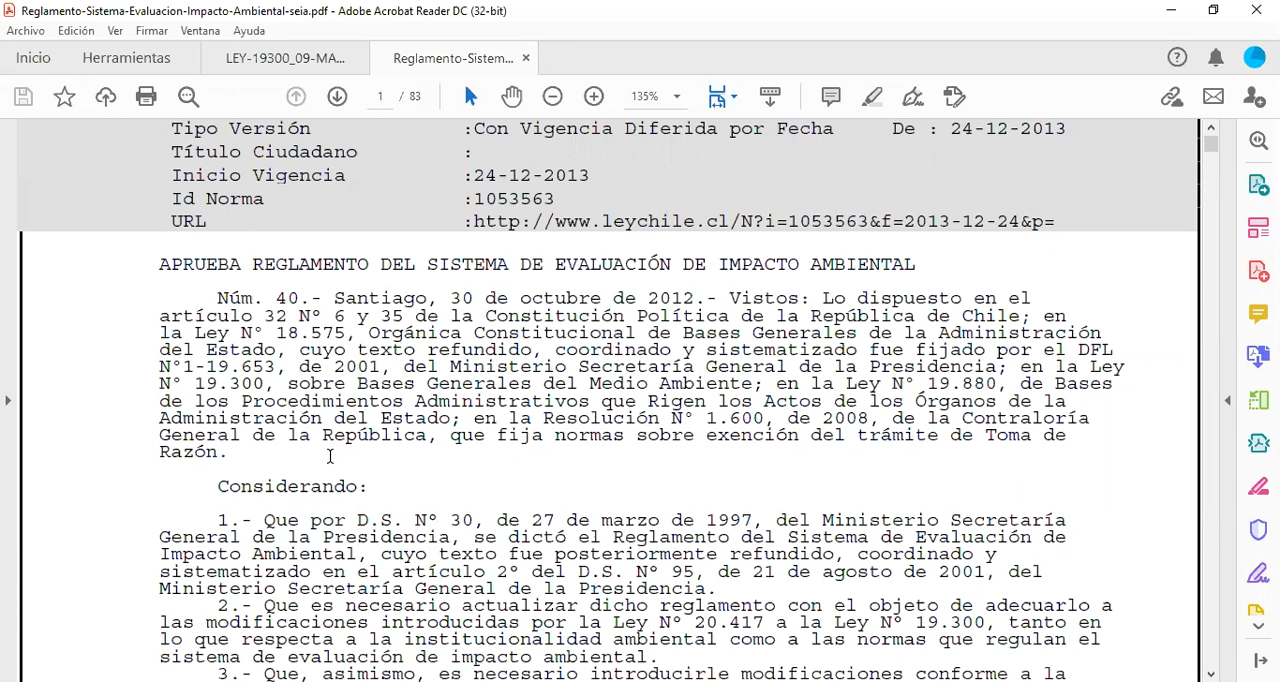 Reglamento-Sistema-Evaluacion-Impacto-Ambiental-seia.pdf - Adobe Acrobat Reader DC (32-bit)
Archivo Edición Ver Firmar Ventana Ayuda
Inicio Herramientas LEY-19300_09-MA... Reglamento-Sistem... ×
1 / 83 135%
Tipo Versión :Con Vigencia Diferida por Fecha De : 24-12-2013
Título Ciudadano :
Inicio Vigencia :24-12-2013
Id Norma :1053563
URL :http://www.leychile.cl/N?i=1053563&f=2013-12-24&p=
APRUEBA REGLAMENTO DEL SISTEMA DE EVALUACIÓN DE IMPACTO AMBIENTAL
Núm. 40.- Santiago, 30 de octubre de 2012.- Vistos: Lo dispuesto en el
artículo 32 Nº 6 y 35 de la Constitución Política de la República de Chile; en
la Ley Nº 18.575, Orgánica Constitucional de Bases Generales de la Administración
del Estado, cuyo texto refundido, coordinado y sistematizado fue fijado por el DFL
Nº1-19.653, de 2001, del Ministerio Secretaría General de la Presidencia; en la Ley
Nº 19.300, sobre Bases Generales del Medio Ambiente; en la Ley Nº 19.880, de Bases
de los Procedimientos Administrativos que Rigen los Actos de los Órganos de la
Administración del Estado; en la Resolución Nº 1.600, de 2008, de la Contraloría
General de la República, que fija normas sobre exención del trámite de Toma de
Razón.
Considerando:
1.- Que por D.S. Nº 30, de 27 de marzo de 1997, del Ministerio Secretaría
General de la Presidencia, se dictó el Reglamento del Sistema de Evaluación de
Impacto Ambiental, cuyo texto fue posteriormente refundido, coordinado y
sistematizado en el artículo 2º del D.S. Nº 95, de 21 de agosto de 2001, del
Ministerio Secretaría General de la Presidencia.
2.- Que es necesario actualizar dicho reglamento con el objeto de adecuarlo a
las modificaciones introducidas por la Ley Nº 20.417 a la Ley Nº 19.300, tanto en
lo que respecta a la institucionalidad ambiental como a las normas que regulan el
sistema de evaluación de impacto ambiental.
3.- Que, asimismo, es necesario introducirle modificaciones conforme a la